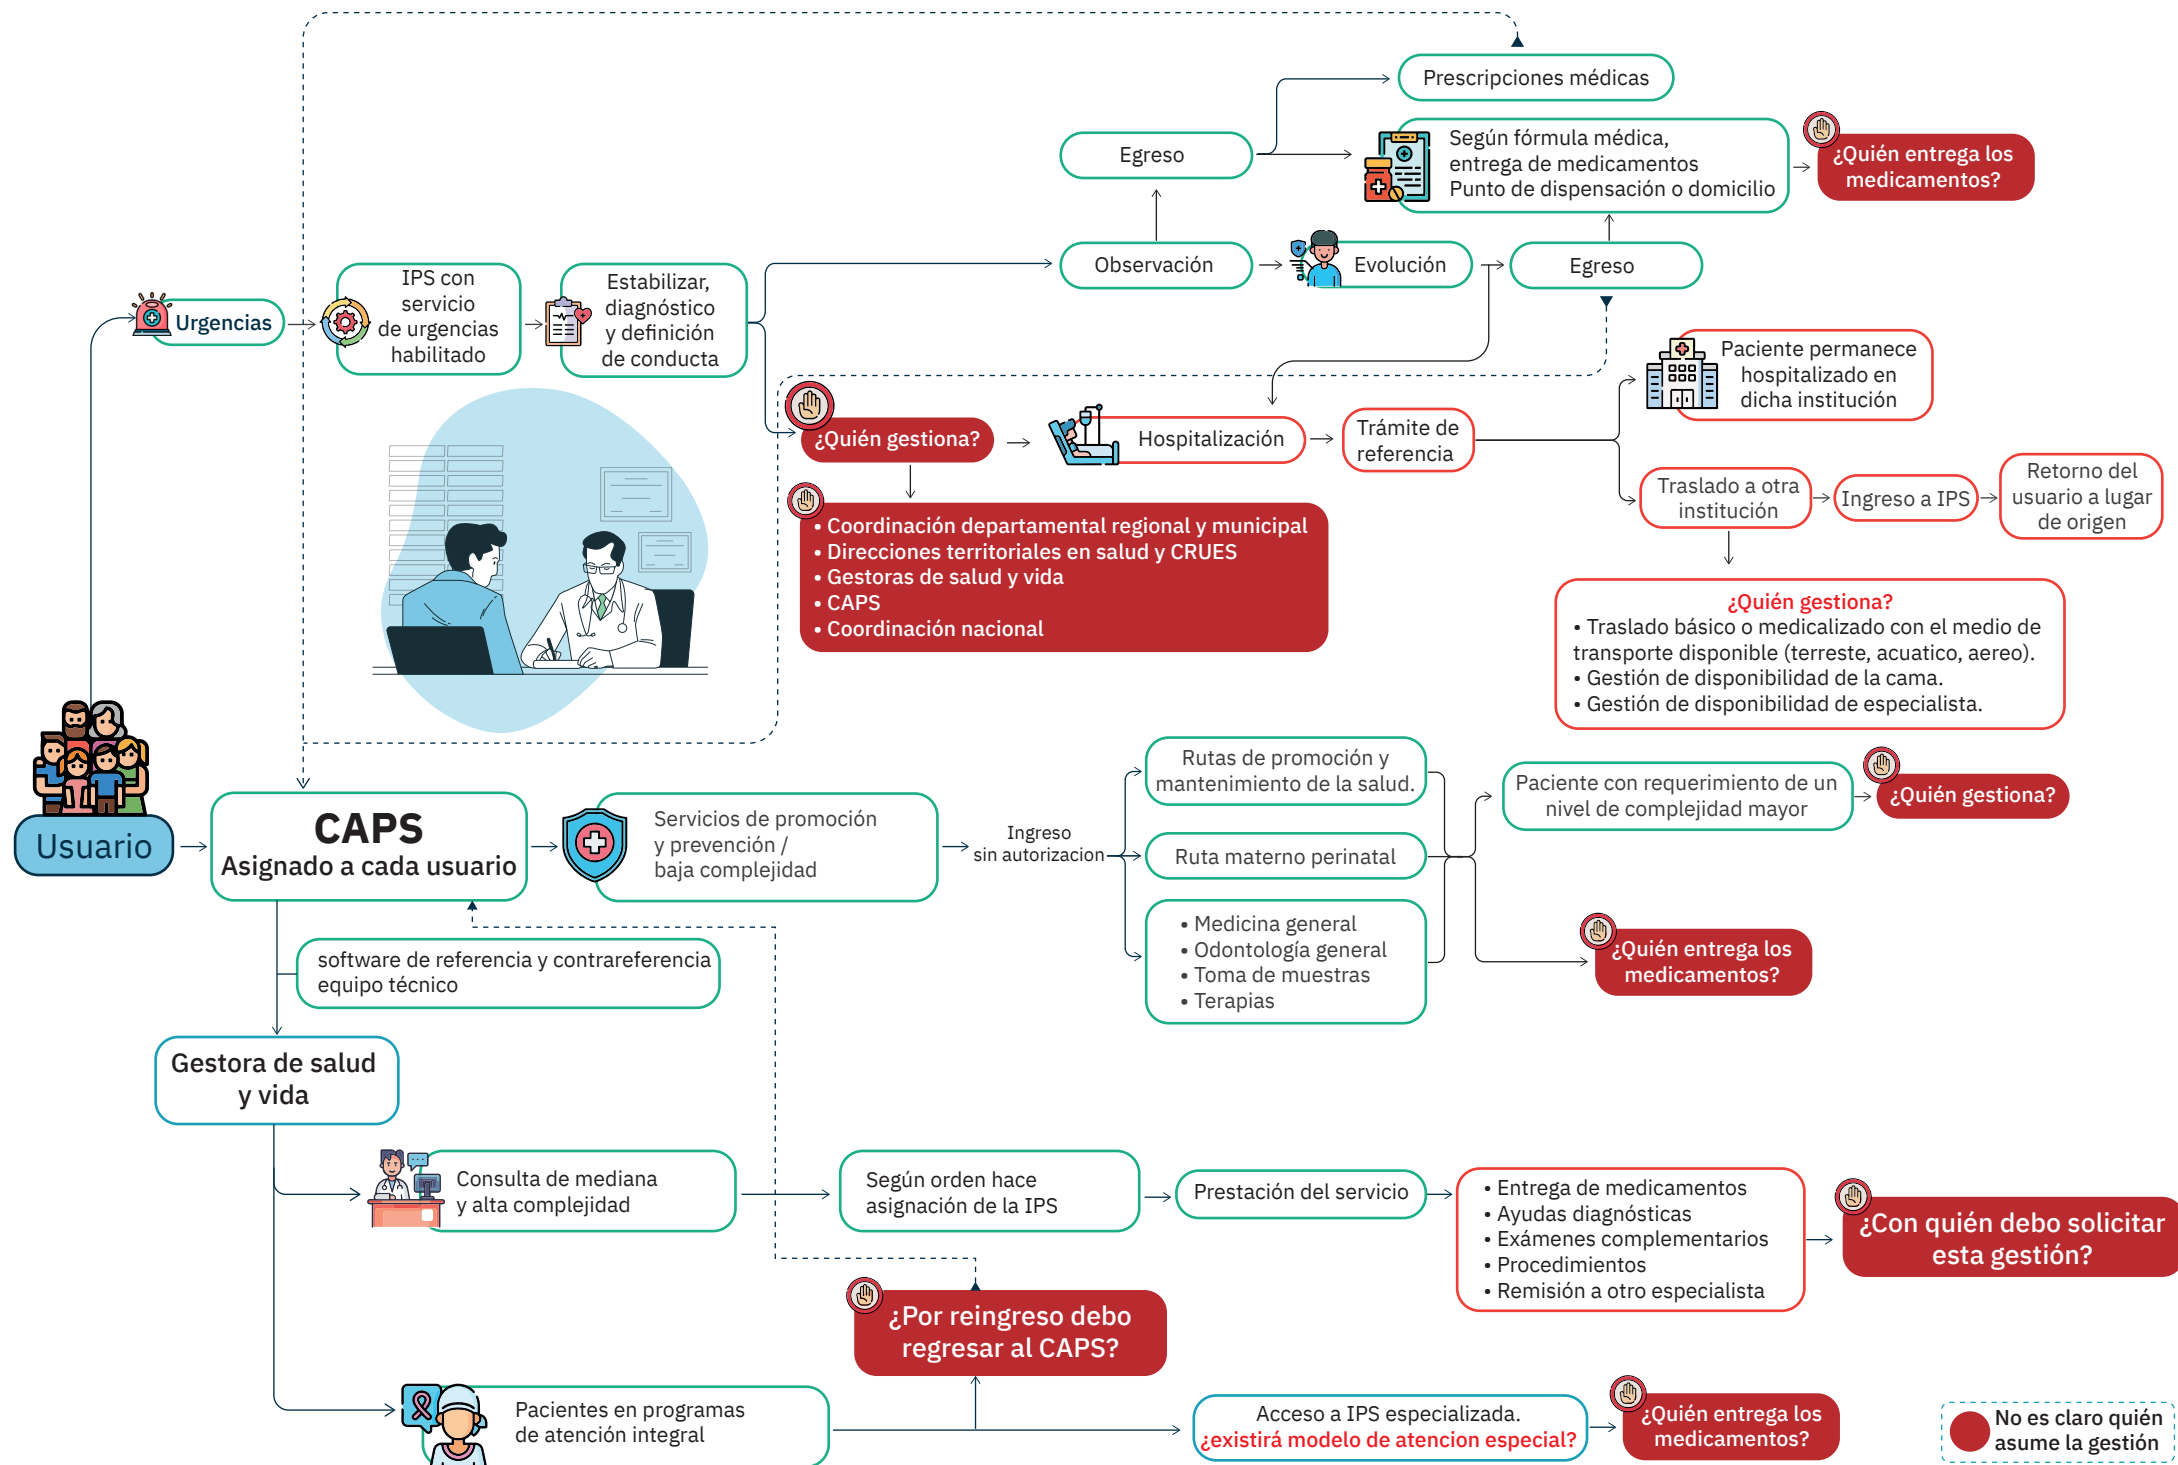 Prescripciones médicas
Egreso
Según fórmula médica,
entrega de medicamentos
Punto de dispensación o domicilio
¿Quién entrega los
medicamentos?
Observación
Evolución
Egreso
Urgencias
IPS con
servicio
de urgencias
habilitado
Estabilizar,
diagnóstico
y definición
de conducta
¿Quién gestiona?
Hospitalización
Trámite de
referencia
Paciente permanece
hospitalizado en
dicha institución
Traslado a otra
institución
Ingreso a IPS
Retorno del
usuario a lugar
de origen
• Coordinación departamental regional y municipal
• Direcciones territoriales en salud y CRUES
• Gestoras de salud y vida
• CAPS
• Coordinación nacional
¿Quién gestiona?
• Traslado básico o medicalizado con el medio de
transporte disponible (terreste, acuatico, aereo).
• Gestión de disponibilidad de la cama.
• Gestión de disponibilidad de especialista.
Usuario
CAPS
Asignado a cada usuario
Servicios de promoción
y prevención /
baja complejidad
Ingreso
sin autorizacion
Rutas de promoción y
mantenimiento de la salud.
Ruta materno perinatal
• Medicina general
• Odontología general
• Toma de muestras
• Terapias
Paciente con requerimiento de un
nivel de complejidad mayor
¿Quién gestiona?
¿Quién entrega los
medicamentos?
software de referencia y contrareferencia
equipo técnico
Gestora de salud
y vida
Consulta de mediana
y alta complejidad
Según orden hace
asignación de la IPS
Prestación del servicio
• Entrega de medicamentos
• Ayudas diagnósticas
• Exámenes complementarios
• Procedimientos
• Remisión a otro especialista
¿Con quién debo solicitar
esta gestión?
¿Por reingreso debo
regresar al CAPS?
Pacientes en programas
de atención integral
Acceso a IPS especializada.
¿existirá modelo de atencion especial?
¿Quién entrega los
medicamentos?
No es claro quién
asume la gestión